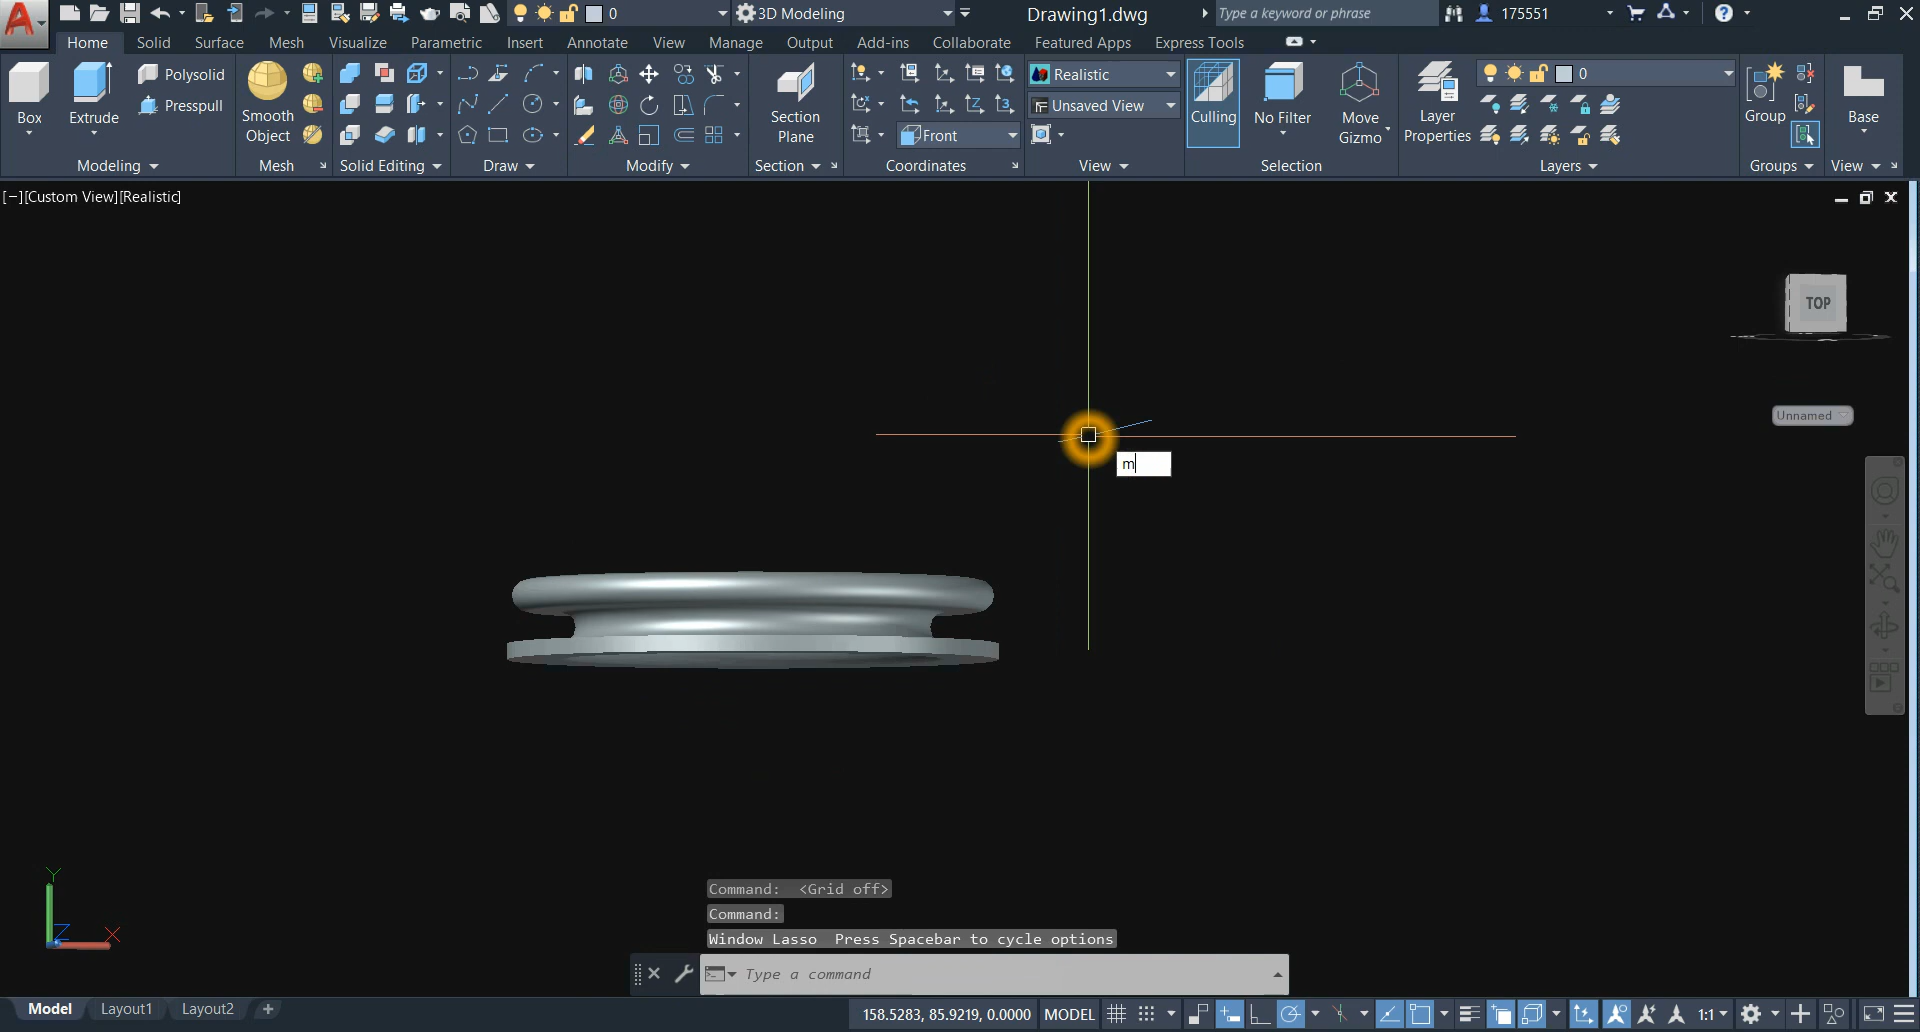 0 3D Modeling Drawing1.dwg Type a keyword or phrase 175551
Home Solid Surface Mesh Visualize Parametric Insert Annotate View Manage Output Add-ins Collaborate Featured Apps Express Tools
Box
Extrude
Polysolid
Presspull
Modeling
Smooth
Object
Mesh
Solid Editing
Draw
Modify
Section
Plane
Section
Front
Coordinates
Realistic
Unsaved View
View
Culling
No Filter
Move
Gizmo
Selection
Layer
Properties
0
Layers
Group
Groups
Base
View
[−][Custom View][Realistic]
TOP
Unnamed
m
Y
Z
X
Command: <Grid off>
Command:
Window Lasso Press Spacebar to cycle options
Type a command
Model Layout1 Layout2
158.5283, 85.9219, 0.0000 MODEL 1:1